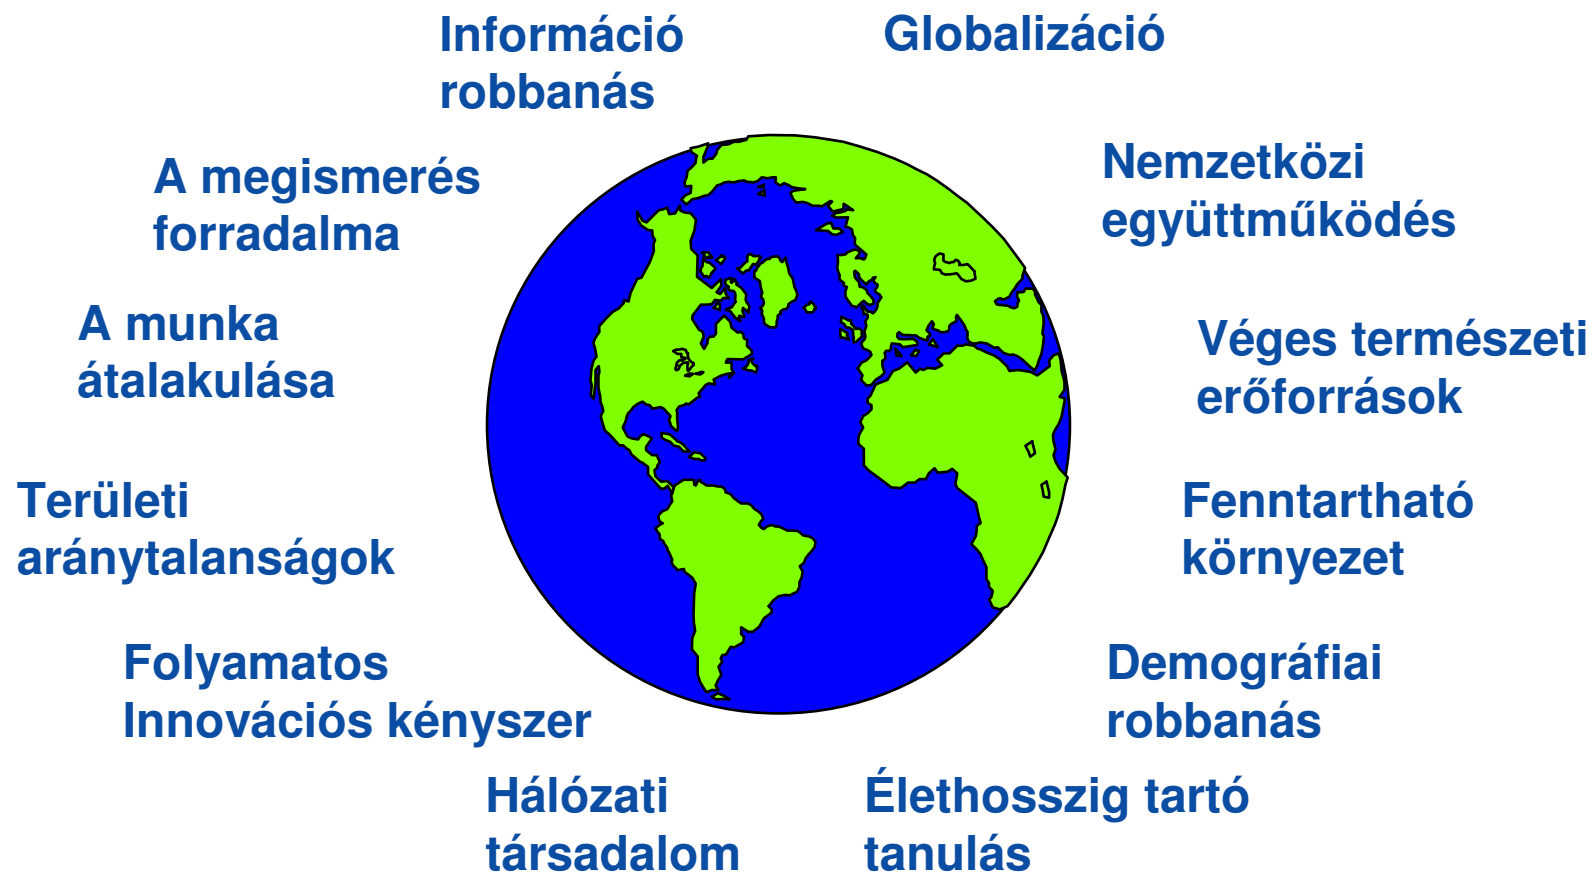 Információ
robbanás
Globalizáció
A megismerés
forradalma
Nemzetközi
együttműködés
A munka
átalakulása
Véges természeti
erőforrások
Területi
aránytalanságok
Fenntartható
környezet
Folyamatos
Innovációs kényszer
Demográfiai
robbanás
Hálózati
társadalom
Élethosszig tartó
tanulás